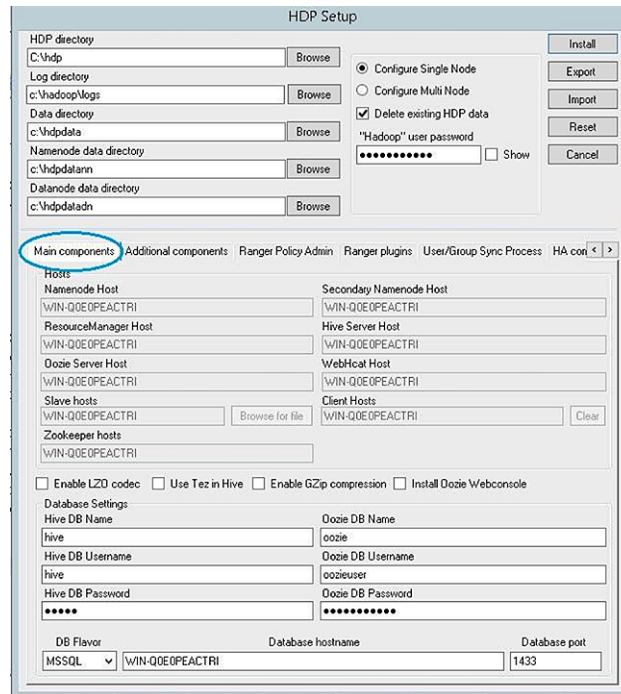 HDP Setup
HDP directory
C:\hdp
Browse
Log directory
c:\hadoop\logs
Browse
Data directory
c:\hdpdata
Browse
Namenode data directory
c:\hdpdatann
Browse
Datanode data directory
c:\hdpdatadn
Browse
Configure Single Node
Configure Multi Node
Delete existing HDP data
"Hadoop" user password
Show
Install
Export
Import
Reset
Cancel
Main components Additional components Ranger Policy Admin Ranger plugins User/Group Sync Process HA con
Hosts
Namenode Host
WIN-Q0E0PEACTRI
Secondary Namenode Host
WIN-Q0E0PEACTRI
ResourceManager Host
WIN-Q0E0PEACTRI
Hive Server Host
WIN-Q0E0PEACTRI
Oozie Server Host
WIN-Q0E0PEACTRI
WebHcat Host
WIN-Q0E0PEACTRI
Slave hosts
WIN-Q0E0PEACTRI
Browse for file
Client Hosts
WIN-Q0E0PEACTRI
Clear
Zookeeper hosts
WIN-Q0E0PEACTRI
Enable LZO codec Use Tez in Hive Enable GZip compression Install Oozie Webconsole
Database Settings
Hive DB Name
hive
Oozie DB Name
oozie
Hive DB Username
hive
Oozie DB Username
oozieuser
Hive DB Password
Oozie DB Password
DB Flavor
MSSQL
Database hostname
WIN-Q0E0PEACTRI
Database port
1433